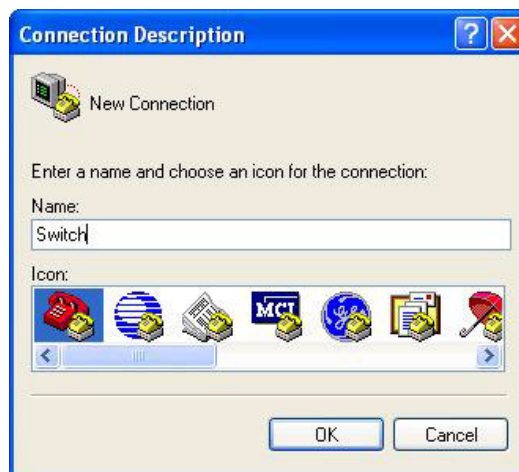 Connection Description
New Connection
Enter a name and choose an icon for the connection:
Name:
Switch
Icon:
MCI
OK Cancel